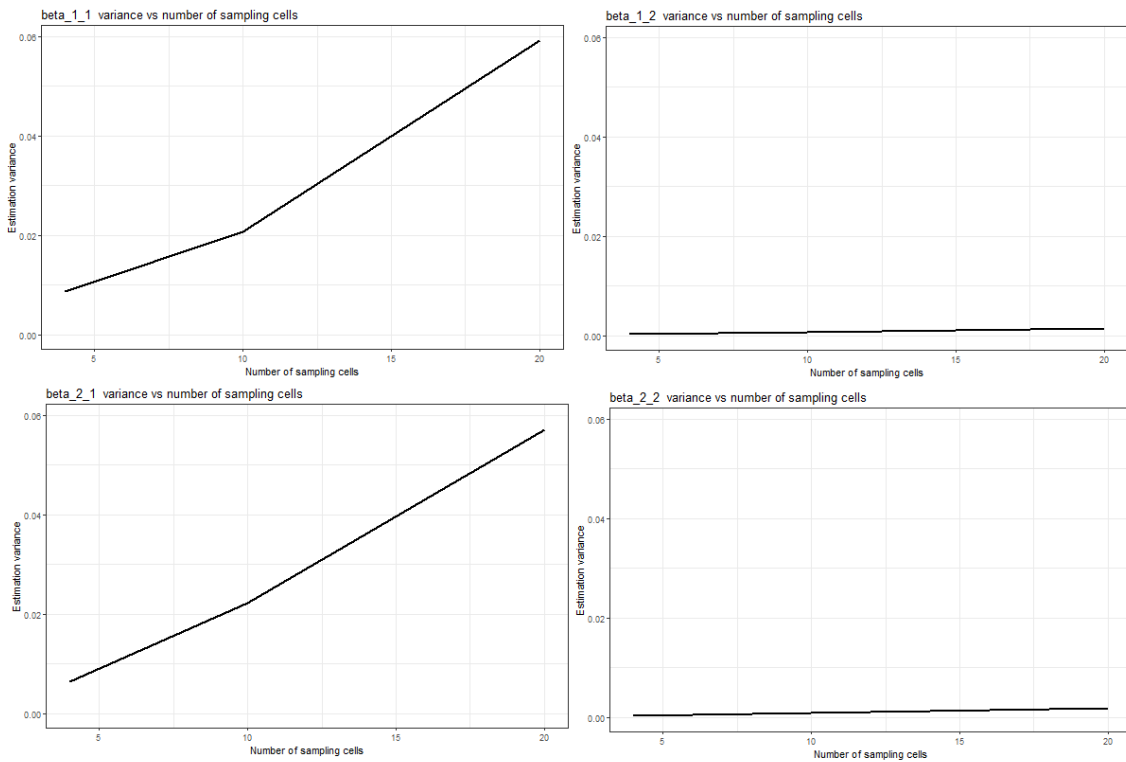 beta_1_1  variance vs number of sampling cells
0.06
0.04
0.02
0.00
Estimation variance
5 10 15 20
Number of sampling cells
beta_1_2  variance vs number of sampling cells
0.06
0.04
0.02
0.00
Estimation variance
5 10 15 20
Number of sampling cells
beta_2_1  variance vs number of sampling cells
0.06
0.04
0.02
0.00
Estimation variance
5 10 15 20
Number of sampling cells
beta_2_2  variance vs number of sampling cells
0.06
0.04
0.02
0.00
Estimation variance
5 10 15 20
Number of sampling cells